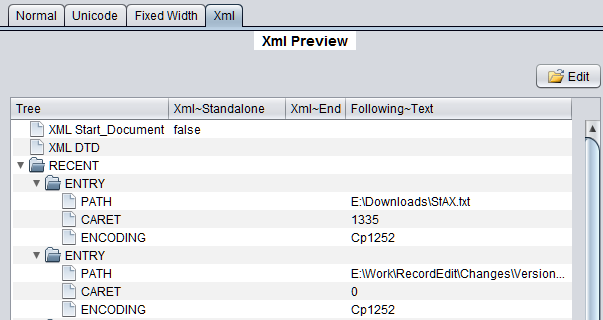 Normal Unicode Fixed Width Xml
Xml Preview
Edit
Tree Xml~Standalone Xml~End Following~Text
XML Start_Document false
XML DTD
RECENT
ENTRY
PATH E:\Downloads\StAX.txt
CARET 1335
ENCODING Cp1252
ENTRY
PATH E:\Work\RecordEdit\Changes\Version...
CARET 0
ENCODING Cp1252